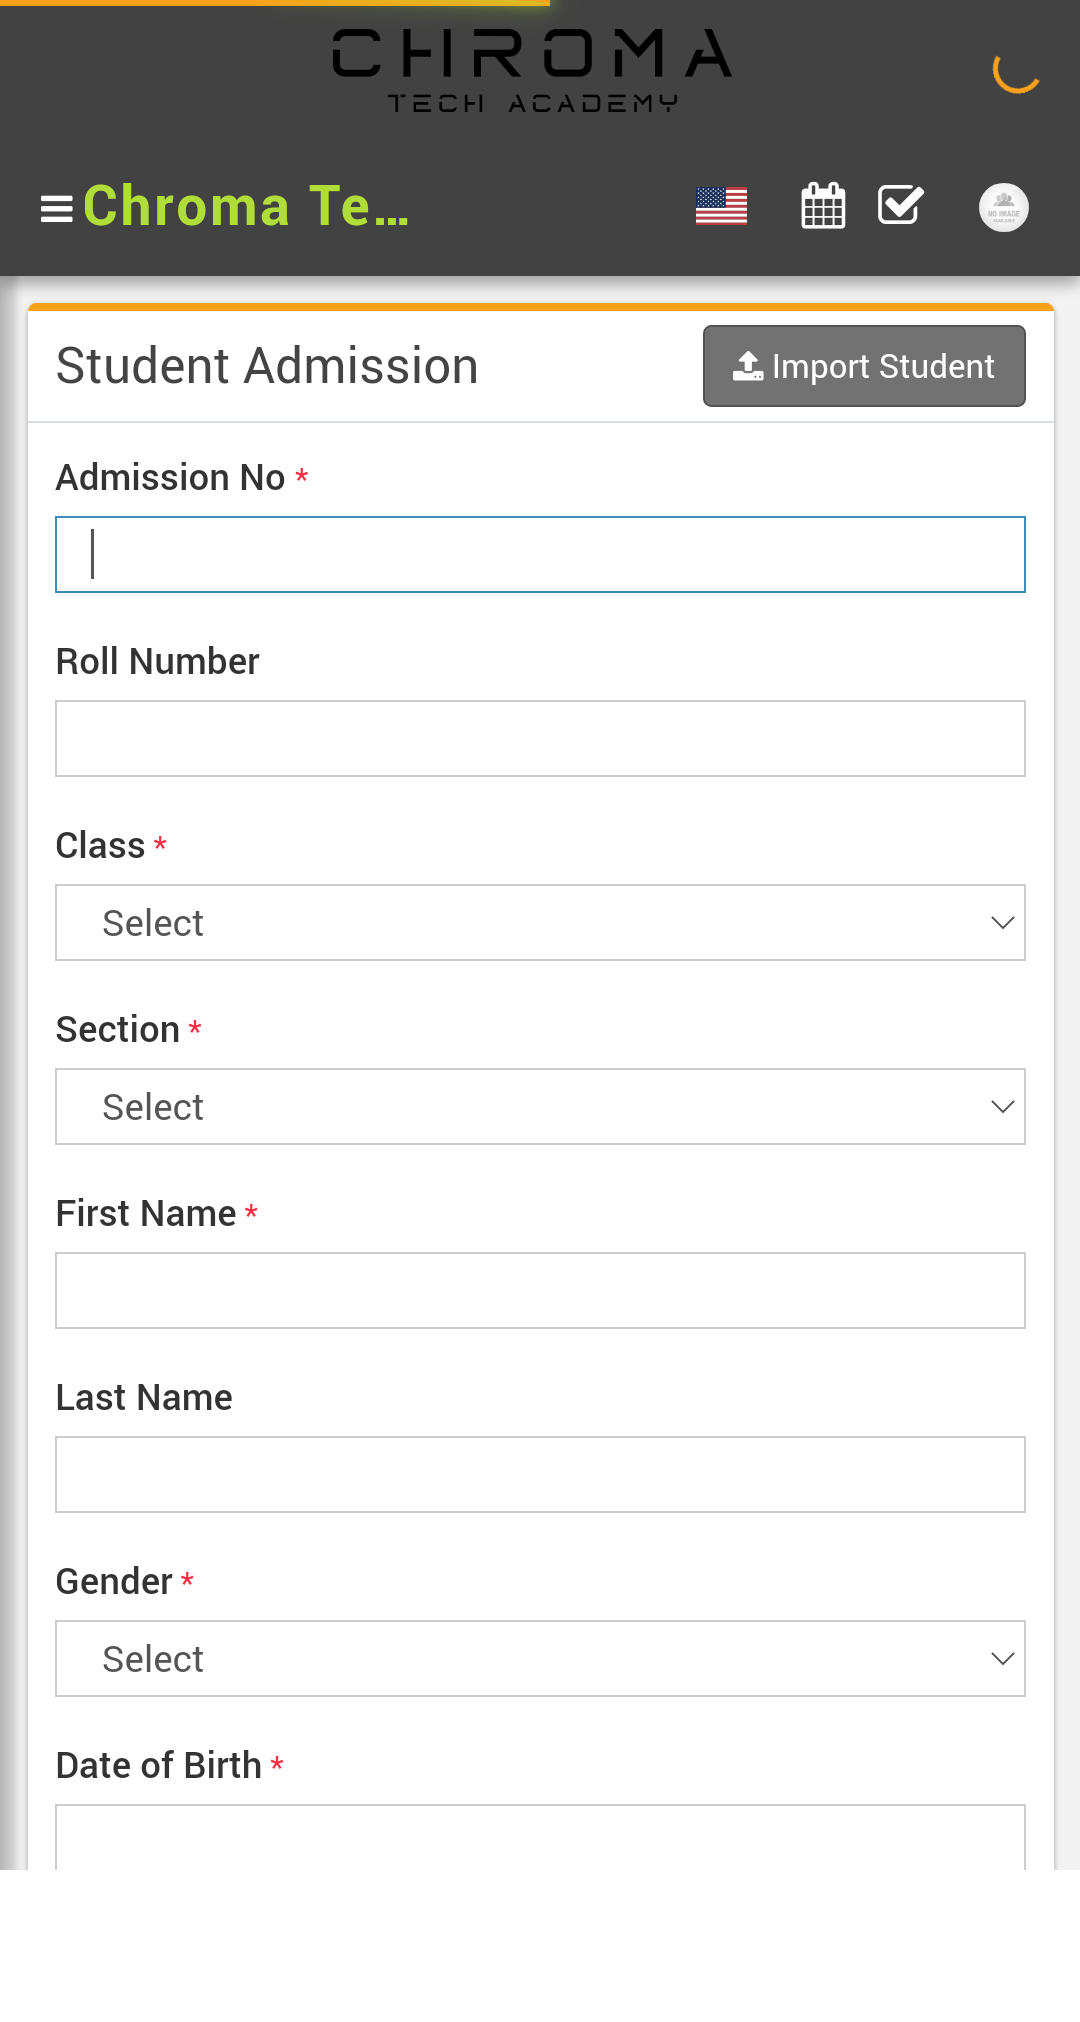 CHROMA
TECH ACADEMY
Chroma Te...
NO IMAGE
AVAILABLE
Student Admission
Import Student
Admission No *
Roll Number
Class *
Select
Section *
Select
First Name *
Last Name
Gender *
Select
Date of Birth *